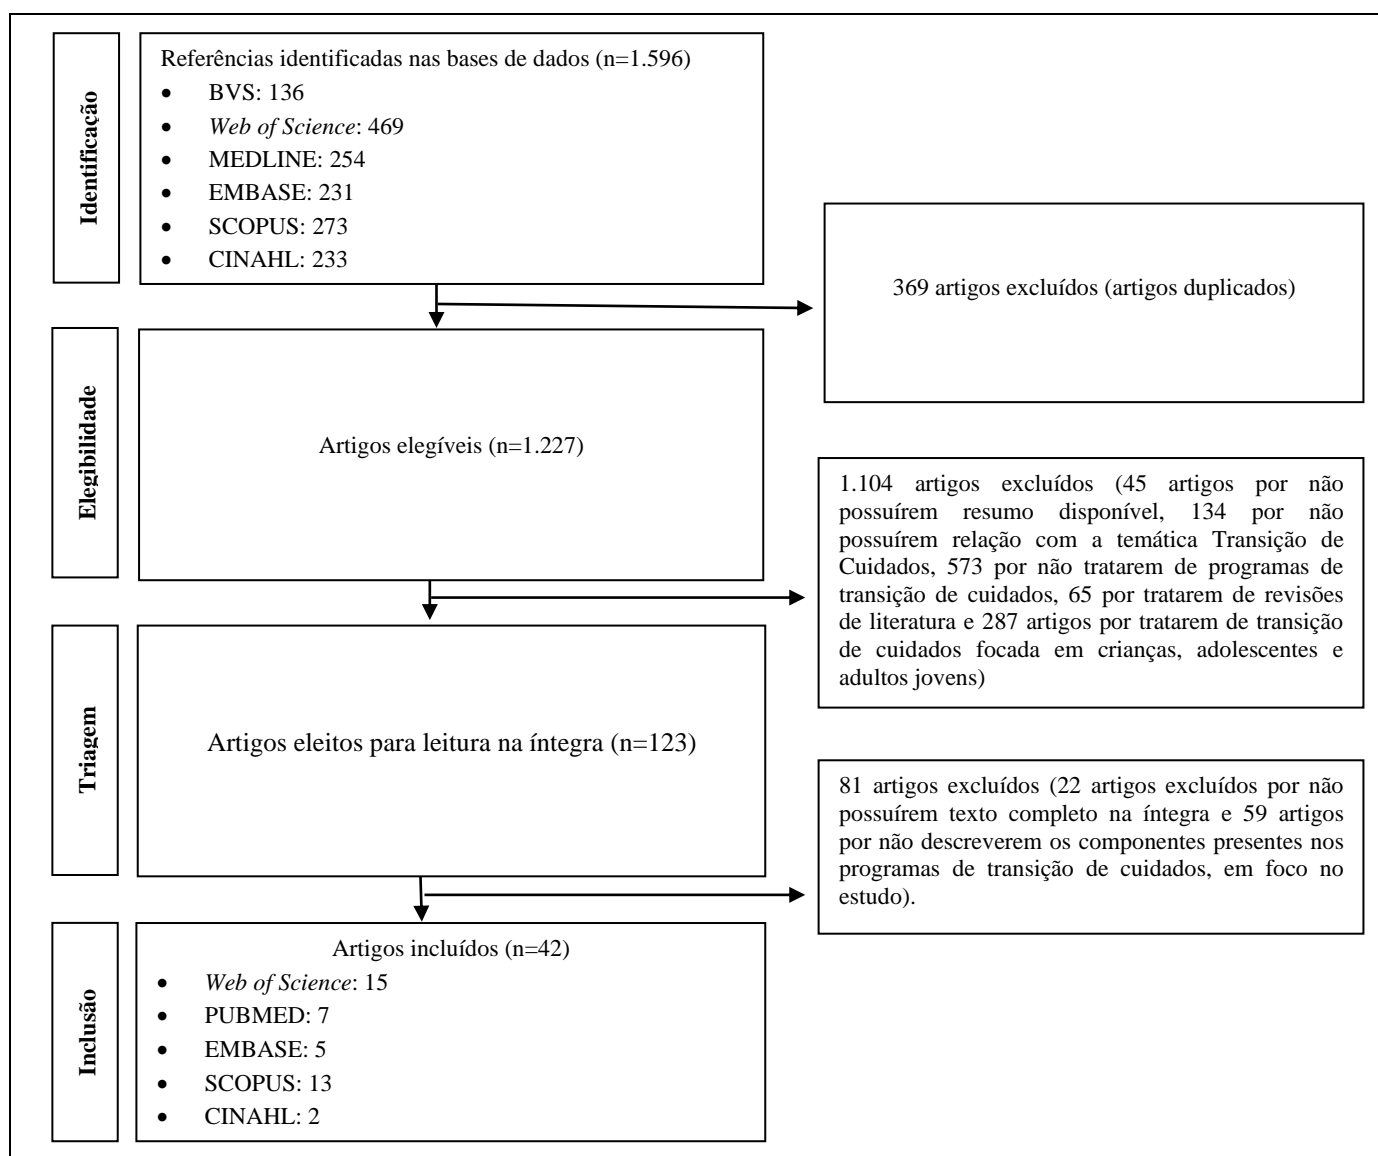 Identificação
Referências identificadas nas bases de dados (n=1.596)
• BVS: 136
• Web of Science: 469
• MEDLINE: 254
• EMBASE: 231
• SCOPUS: 273
• CINAHL: 233
369 artigos excluídos (artigos duplicados)
Elegibilidade
Artigos elegíveis (n=1.227)
1.104 artigos excluídos (45 artigos por não
possuírem resumo disponível, 134 por não
possuírem relação com a temática Transição de
Cuidados, 573 por não tratarem de programas de
transição de cuidados, 65 por tratarem de revisões
de literatura e 287 artigos por tratarem de transição
de cuidados focada em crianças, adolescentes e
adultos jovens)
Triagem
Artigos eleitos para leitura na íntegra (n=123)
81 artigos excluídos (22 artigos excluídos por não
possuírem texto completo na íntegra e 59 artigos
por não descreverem os componentes presentes nos
programas de transição de cuidados, em foco no
estudo).
Inclusão
Artigos incluídos (n=42)
• Web of Science: 15
• PUBMED: 7
• EMBASE: 5
• SCOPUS: 13
• CINAHL: 2